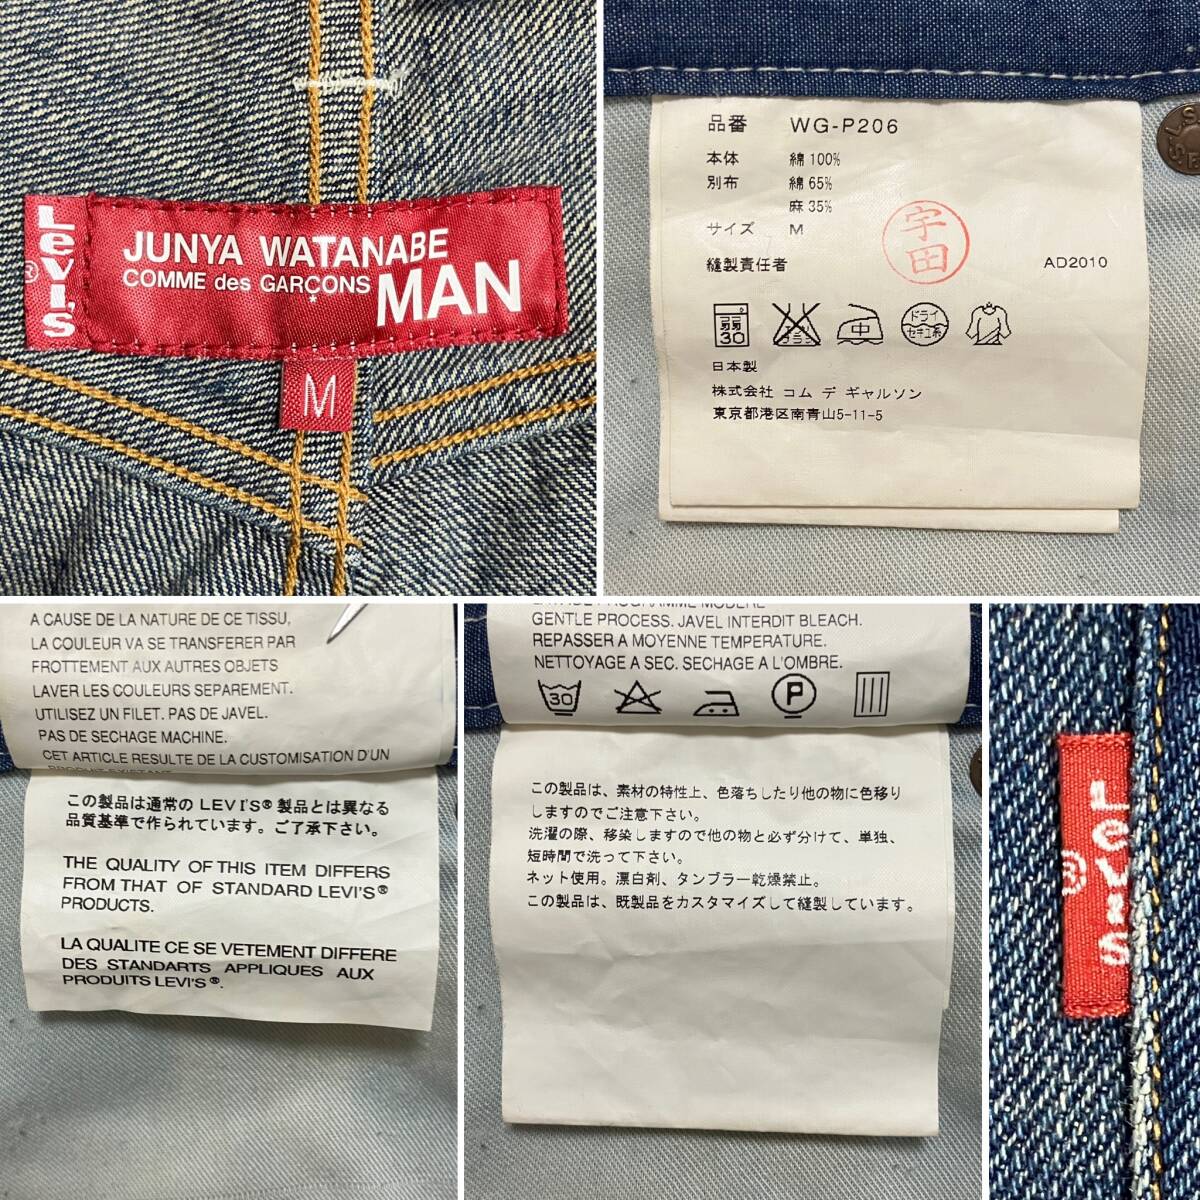 Levi's
®
JUNYA WATANABE
COMME des GARÇONS
MAN
M
品番 WG-P206
本体 綿100%
別布 綿65%
麻35%
サイズ M
縫製責任者
宇田
AD2010
弱
30
中
ドライ
セキユ系
日本製
株式会社 コム デ ギャルソン
東京都港区南青山5-11-5
A CAUSE DE LA NATURE DE CE TISSU,
LA COULEUR VA SE TRANSFERER PAR
FROTTEMENT AUX AUTRES OBJETS
LAVER LES COULEURS SEPAREMENT.
UTILISEZ UN FILET. PAS DE JAVEL.
PAS DE SECHAGE MACHINE.
CET ARTICLE RESULTE DE LA CUSTOMISATION D'UN
この製品は通常の LEVI'S® 製品とは異なる
品質基準で作られています。ご了承下さい。
THE QUALITY OF THIS ITEM DIFFERS
FROM THAT OF STANDARD LEVI'S®
PRODUCTS.
LA QUALITE CE SE VETEMENT DIFFERE
DES STANDARTS APPLIQUES AUX
PRODUITS LEVI'S®.
GENTLE PROCESS. JAVEL INTERDIT BLEACH.
REPASSER A MOYENNE TEMPERATURE.
NETTOYAGE A SEC. SECHAGE A L'OMBRE.
30
P
この製品は、素材の特性上、色落ちしたり他の物に色移り
しますのでご注意下さい。
洗濯の際、移染しますので他の物と必ず分けて、単独、
短時間で洗って下さい。
ネット使用。漂白剤、タンブラー乾燥禁止。
この製品は、既製品をカスタマイズして縫製しています。
Levi's
®